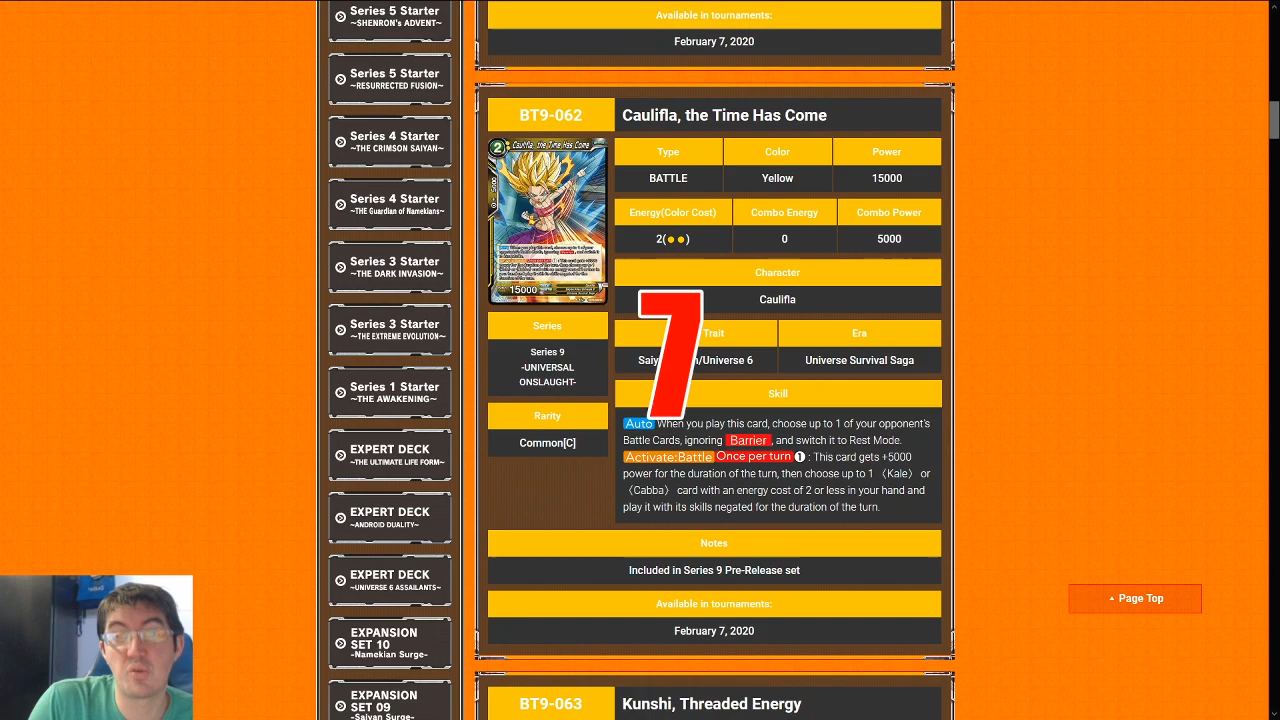 Series 5 Starter
~SHENRON's ADVENT~
Series 5 Starter
~RESURRECTED FUSION~
Series 4 Starter
~THE CRIMSON SAIYAN~
Series 4 Starter
~THE Guardian of NAMEKIANS~
Series 3 Starter
~THE DARK INVASION~
Series 3 Starter
~THE EXTREME EVOLUTION~
Series 1 Starter
~THE AWAKENING~
EXPERT DECK
~THE ULTIMATE LIFE FORM~
EXPERT DECK
~ANDROID DUALITY~
EXPERT DECK
~UNIVERSE 6 ASSAILANTS~
EXPANSION
SET 10
-Namekian Surge-
EXPANSION
SET 09
-Saiyan Surge-
Available in tournaments:
February 7, 2020
BT9-062 Caulifla, the Time Has Come
2 Caulifla, the Time Has Come
15000
Type Color Power
BATTLE Yellow 15000
Energy(Color Cost) Combo Energy Combo Power
2(●●) 0 5000
Character
Caulifla
7
Trait Era
Universe 6 Universe Survival Saga
Series
Series 9
-UNIVERSAL
ONSLAUGHT-
Rarity
Common[C]
Skill
Auto When you play this card, choose up to 1 of your opponent's
Battle Cards, ignoring Barrier, and switch it to Rest Mode.
Activate:Battle Once per turn ❶ : This card gets +5000
power for the duration of the turn, then choose up to 1 〈Kale〉 or
〈Cabba〉 card with an energy cost of 2 or less in your hand and
play it with its skills negated for the duration of the turn.
Notes
Included in Series 9 Pre-Release set
Available in tournaments:
February 7, 2020
BT9-063 Kunshi, Threaded Energy
Page Top